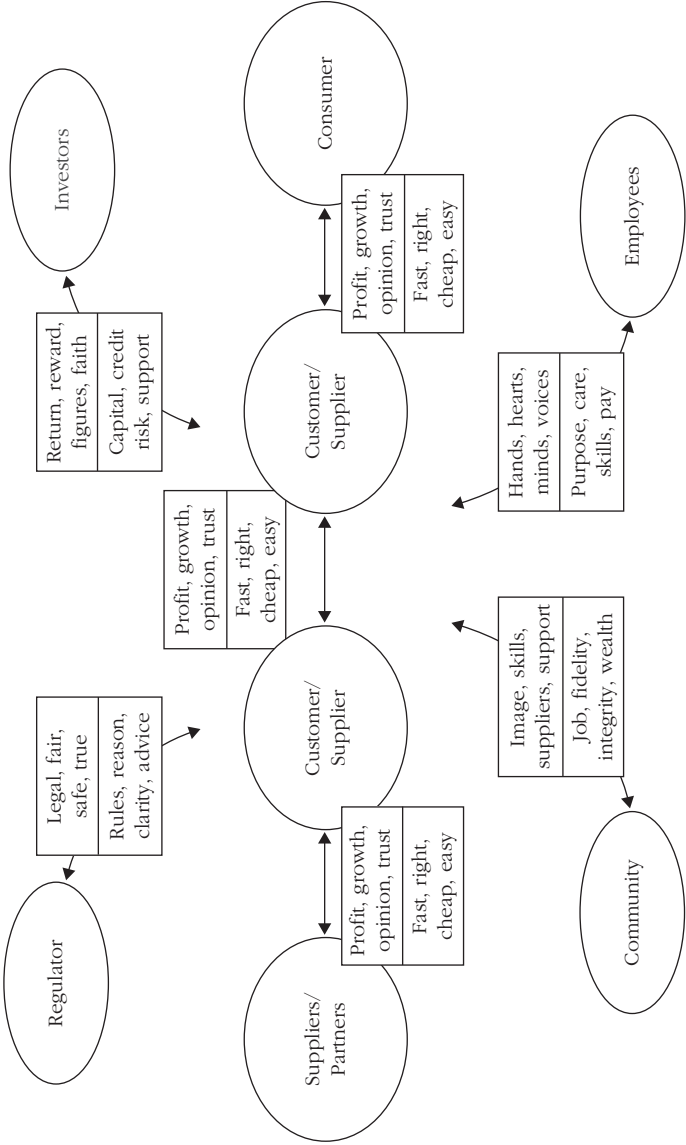 Regulator
Legal, fair,
safe, true
Rules, reason,
clarity, advice
Return, reward,
figures, faith
Capital, credit
risk, support
Investors
Suppliers/
Partners
Profit, growth,
opinion, trust
Fast, right,
cheap, easy
Customer/
Supplier
Profit, growth,
opinion, trust
Fast, right,
cheap, easy
Customer/
Supplier
Profit, growth,
opinion, trust
Fast, right,
cheap, easy
Consumer
Community
Image, skills,
suppliers, support
Job, fidelity,
integrity, wealth
Hands, hearts,
minds, voices
Purpose, care,
skills, pay
Employees